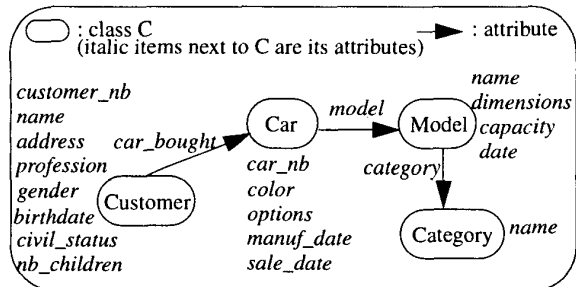 : class C
(italic items next to C are its attributes)
: attribute
customer_nb
name
address
profession
gender
birthdate
civil_status
nb_children
car_bought
Customer
Car
car_nb
color
options
manuf_date
sale_date
model
Model
name
dimensions
capacity
date
category
Category
name